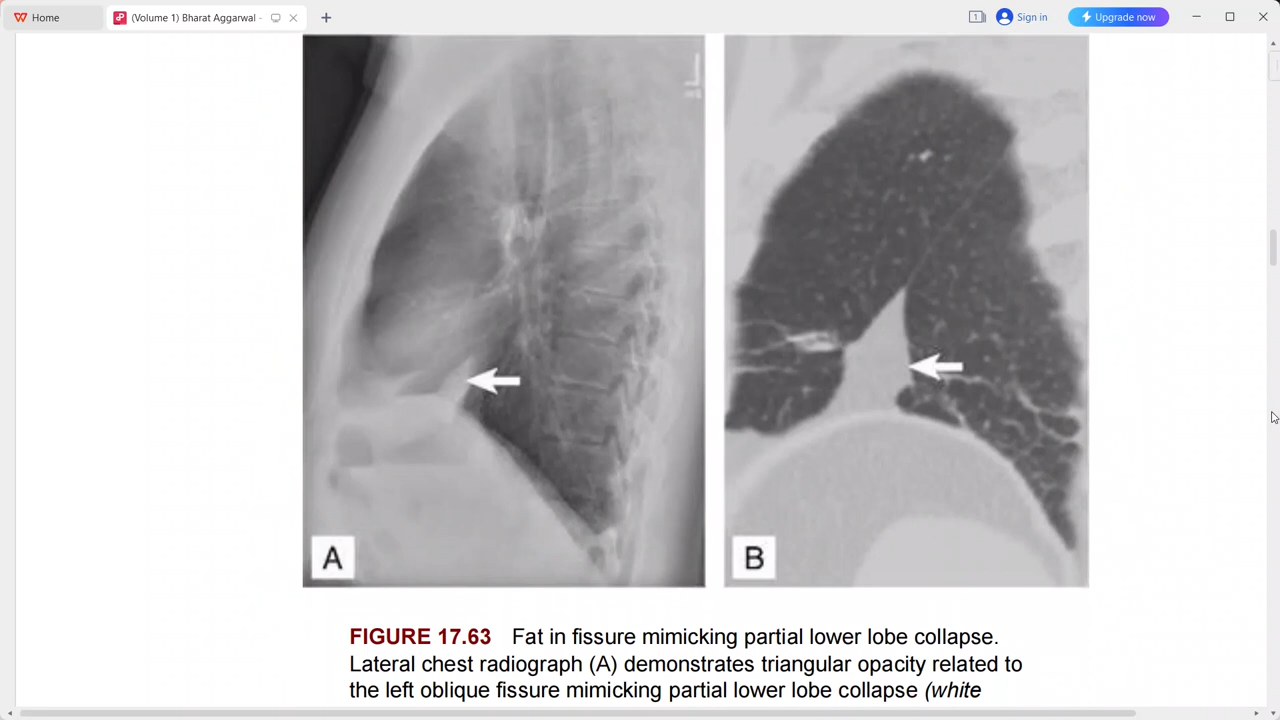 Home
(Volume 1) Bharat Aggarwal -
1
Sign in
Upgrade now
L
A
B
FIGURE 17.63 Fat in fissure mimicking partial lower lobe collapse.
Lateral chest radiograph (A) demonstrates triangular opacity related to
the left oblique fissure mimicking partial lower lobe collapse (white